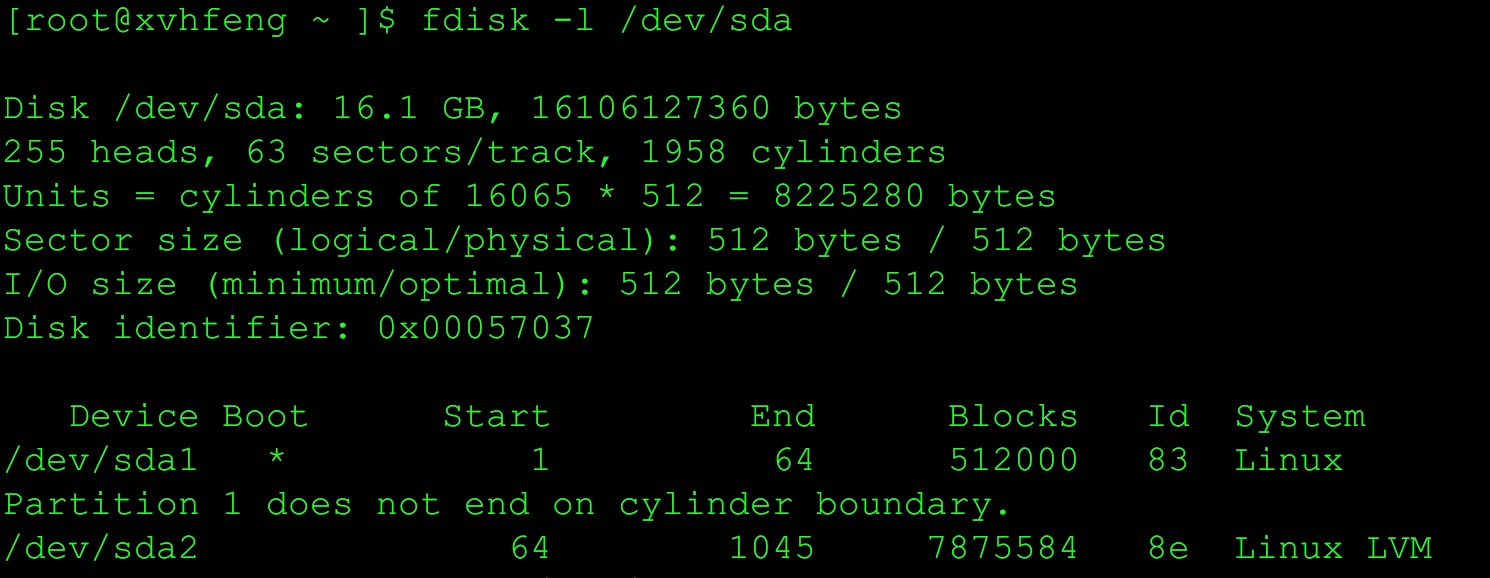 [root@xvhfeng ~ ]$ fdisk -l /dev/sda
Disk /dev/sda: 16.1 GB, 16106127360 bytes
255 heads, 63 sectors/track, 1958 cylinders
Units = cylinders of 16065 * 512 = 8225280 bytes
Sector size (logical/physical): 512 bytes / 512 bytes
I/O size (minimum/optimal): 512 bytes / 512 bytes
Disk identifier: 0x00057037
Device Boot Start End Blocks Id System
/dev/sda1 * 1 64 512000 83 Linux
Partition 1 does not end on cylinder boundary.
/dev/sda2 64 1045 7875584 8e Linux LVM